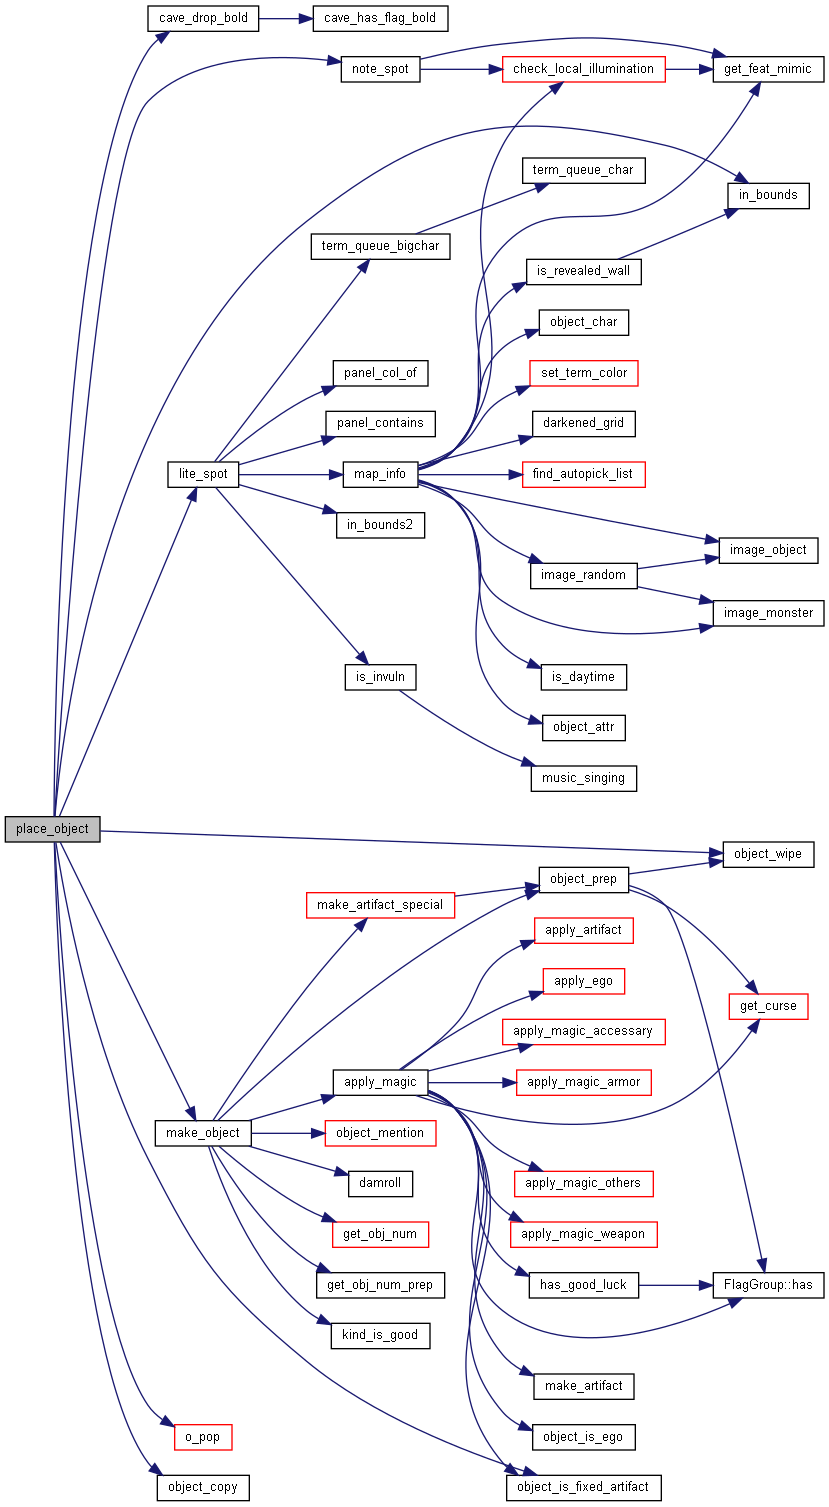 cave_drop_bold
cave_has_flag_bold
note_spot
check_local_illumination
get_feat_mimic
term_queue_char
in_bounds
term_queue_bigchar
is_revealed_wall
object_char
panel_col_of
set_term_color
panel_contains
darkened_grid
lite_spot
map_info
find_autopick_list
in_bounds2
image_object
image_random
image_monster
is_invuln
is_daytime
object_attr
music_singing
place_object
object_wipe
object_prep
make_artifact_special
apply_artifact
apply_ego
get_curse
apply_magic_accessary
apply_magic
apply_magic_armor
make_object
object_mention
damroll
apply_magic_others
get_obj_num
apply_magic_weapon
get_obj_num_prep
has_good_luck
FlagGroup::has
kind_is_good
make_artifact
o_pop
object_is_ego
object_copy
object_is_fixed_artifact